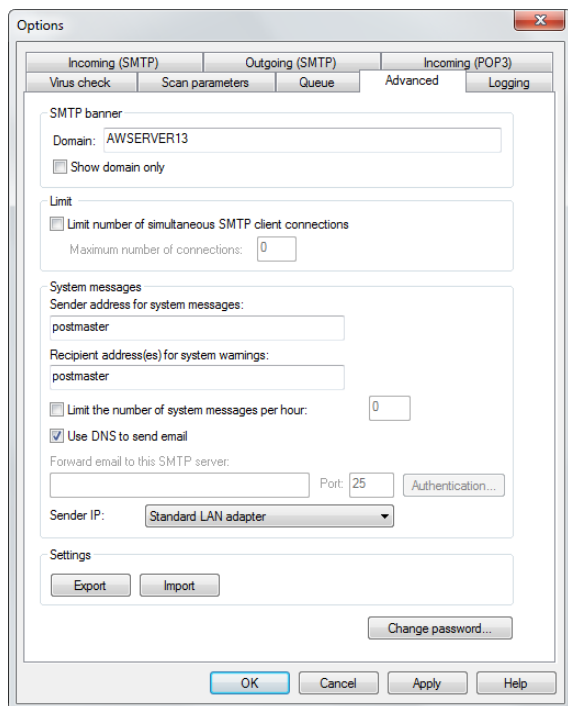 Options
Incoming (SMTP) Outgoing (SMTP) Incoming (POP3)
Virus check Scan parameters Queue Advanced Logging
SMTP banner
Domain: AWSERVER13
Show domain only
Limit
Limit number of simultaneous SMTP client connections
Maximum number of connections: 0
System messages
Sender address for system messages:
postmaster
Recipient address(es) for system warnings:
postmaster
Limit the number of system messages per hour: 0
Use DNS to send email
Forward email to this SMTP server:
Port: 25 Authentication...
Sender IP: Standard LAN adapter
Settings
Export Import
Change password...
OK Cancel Apply Help